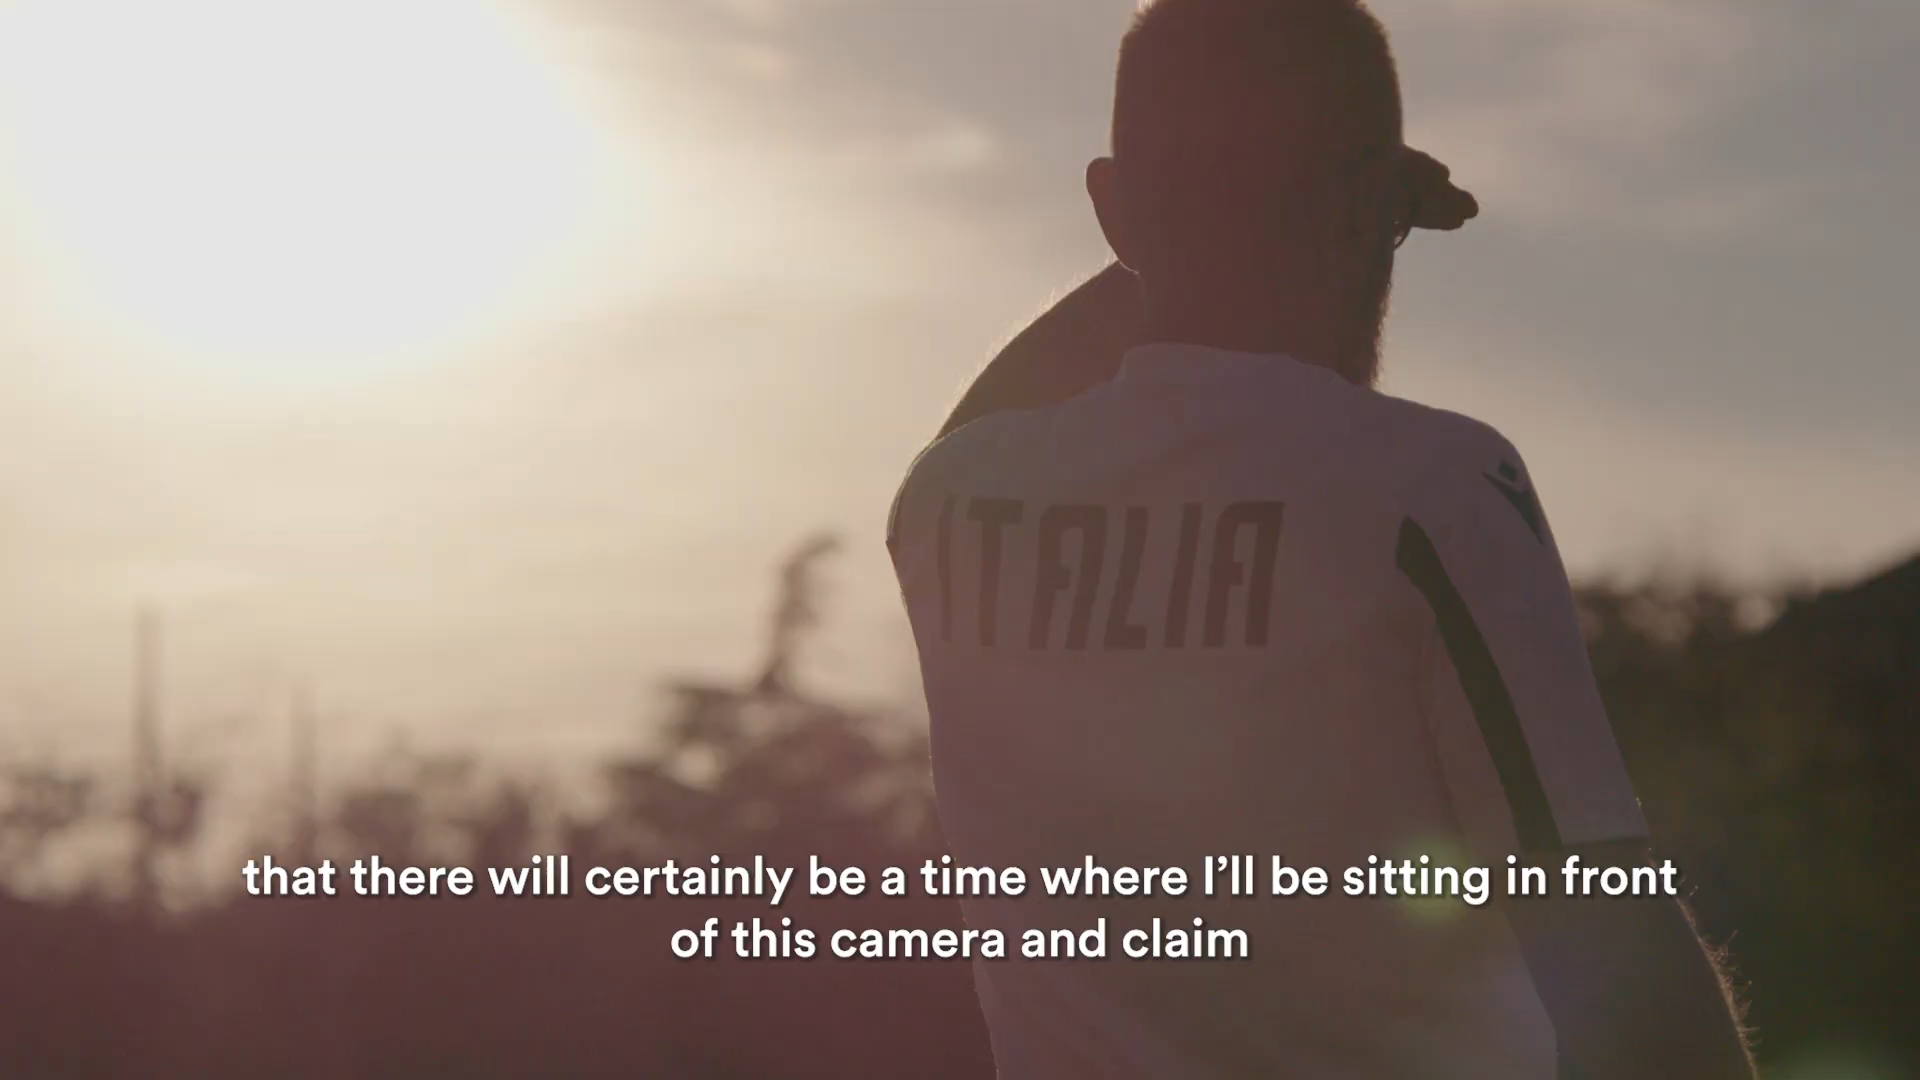 ITALIA
that there will certainly be a time where I’ll be sitting in front
of this camera and claim